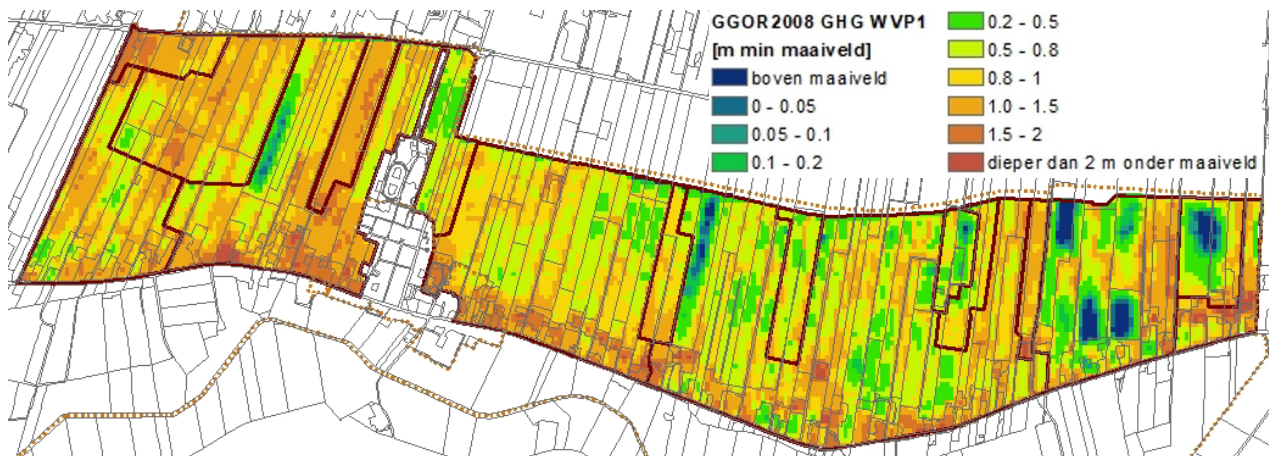 GGOR2008 GHG WVP1
[m min maaiveld]
boven maaiveld
0 - 0.05
0.05 - 0.1
0.1 - 0.2
0.2 - 0.5
0.5 - 0.8
0.8 - 1
1.0 - 1.5
1.5 - 2
dieper dan 2 m onder maaiveld